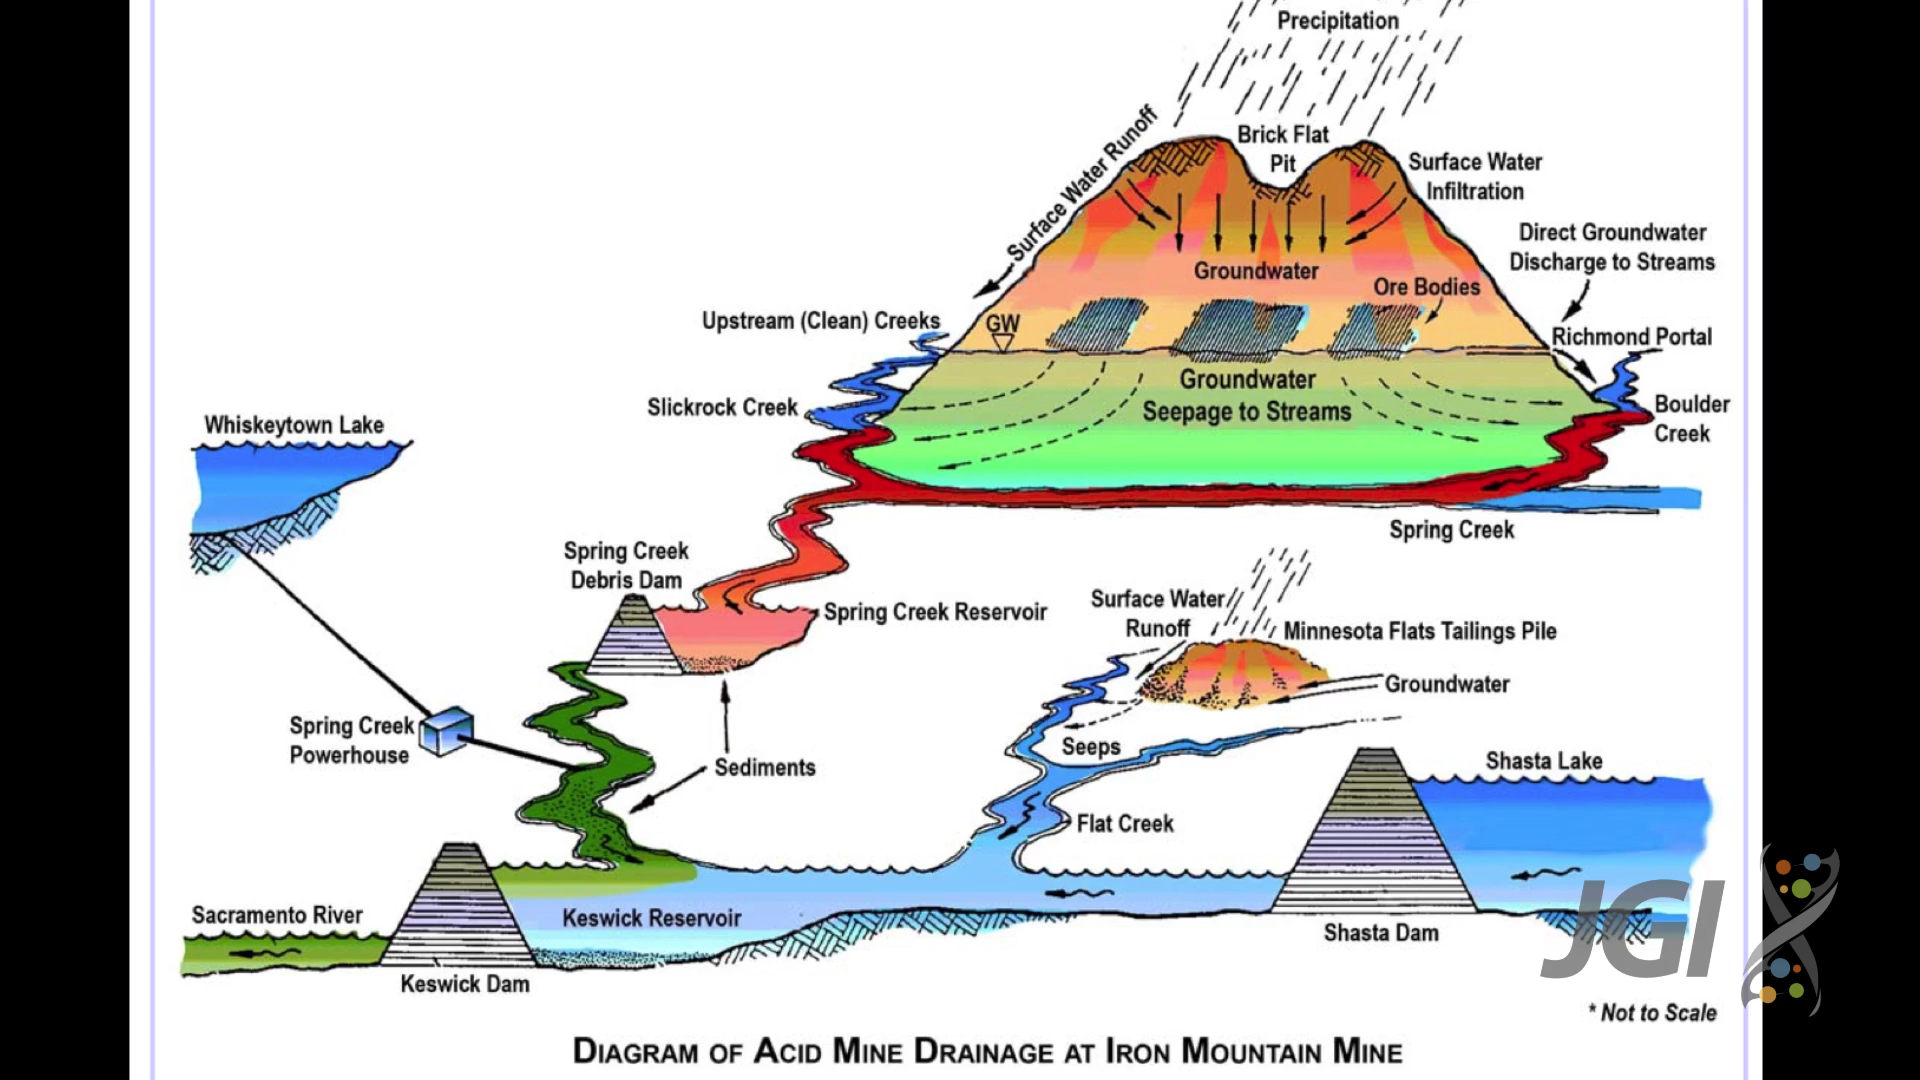 Precipitation
Brick Flat
Pit
Surface Water Runoff
Surface Water
Infiltration
Direct Groundwater
Discharge to Streams
Groundwater
Ore Bodies
Upstream (Clean) Creeks
GW
Richmond Portal
Groundwater
Seepage to Streams
Slickrock Creek
Boulder
Creek
Whiskeytown Lake
Spring Creek
Spring Creek
Debris Dam
Spring Creek Reservoir
Surface Water
Runoff
Minnesota Flats Tailings Pile
Groundwater
Spring Creek
Powerhouse
Seeps
Sediments
Shasta Lake
Flat Creek
Sacramento River
Keswick Reservoir
Shasta Dam
Keswick Dam
JGI
* Not to Scale
DIAGRAM OF ACID MINE DRAINAGE AT IRON MOUNTAIN MINE